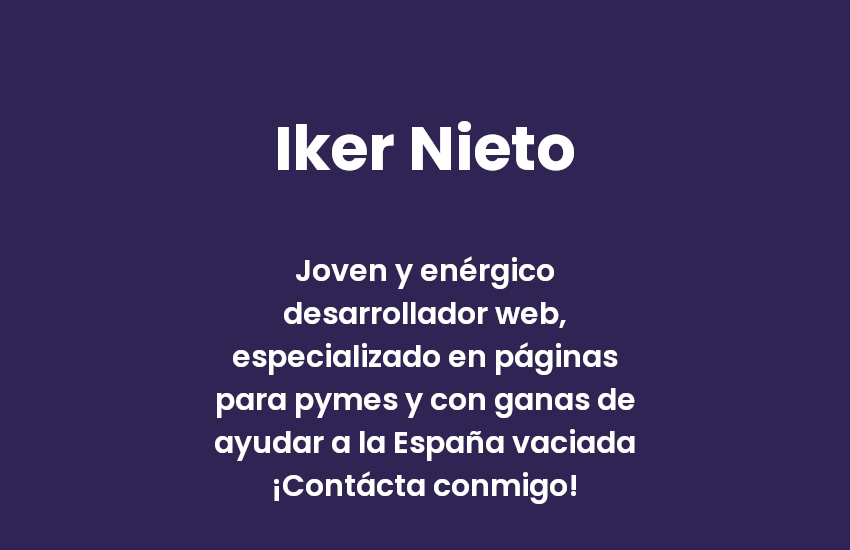 Iker Nieto
Joven y enérgico
desarrollador web,
especializado en páginas
para pymes y con ganas de
ayudar a la España vaciada
¡Contácta conmigo!